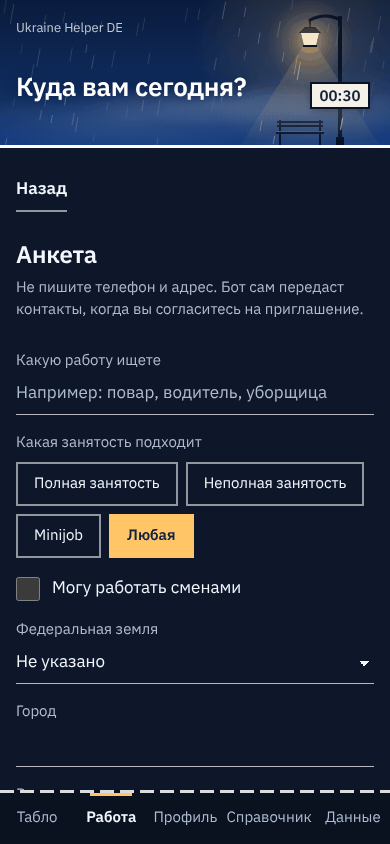 Ukraine Helper DE
Куда вам сегодня?
00:30
Назад
Анкета
Не пишите телефон и адрес. Бот сам передаст
контакты, когда вы согласитесь на приглашение.
Какую работу ищете
Например: повар, водитель, уборщица
Какая занятость подходит
Полная занятость
Неполная занятость
Minijob
Любая
Могу работать сменами
Федеральная земля
Не указано
Город
Табло
Работа
Профиль
Справочник
Данные